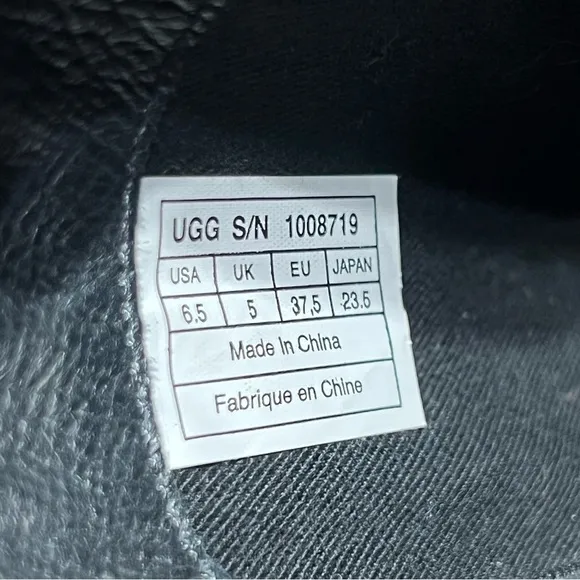 UGG S/N 1008719
USA UK EU JAPAN
6.5 5 37,5 23.5
Made In China
Fabrique en Chine